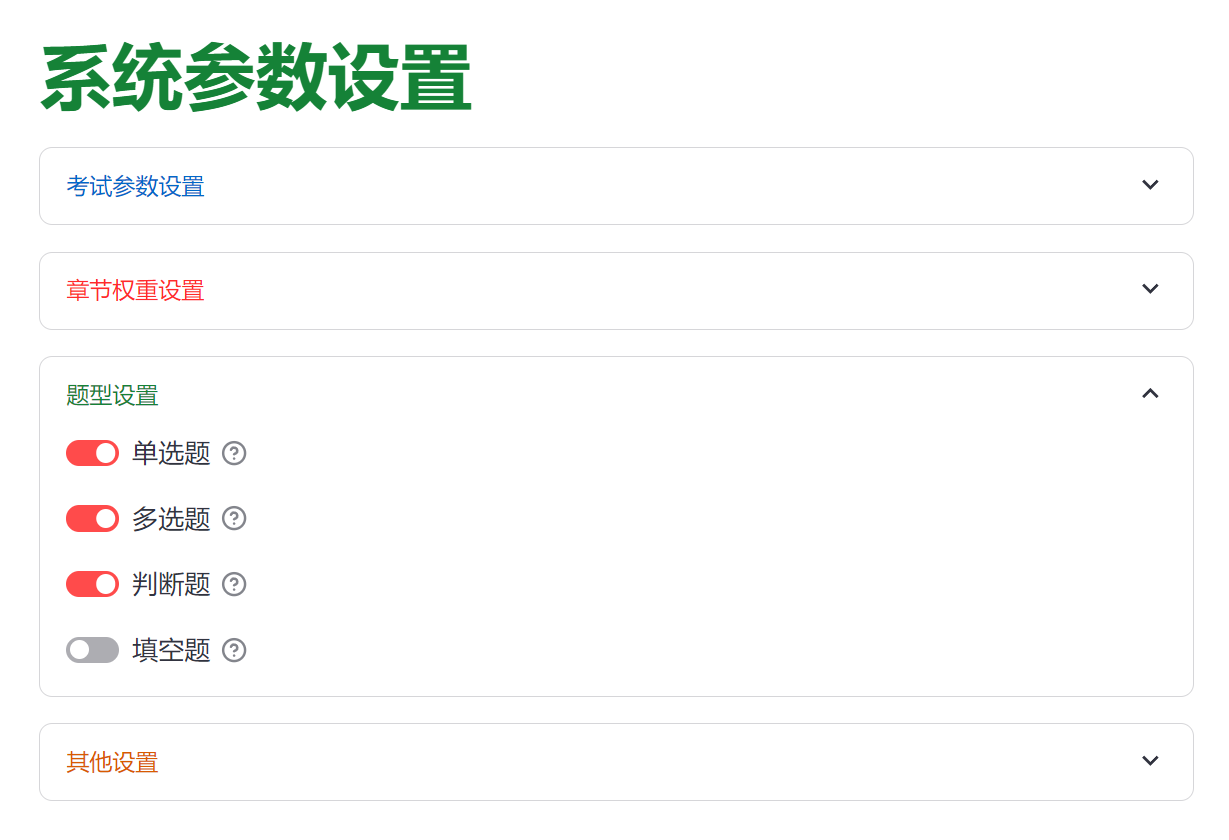 系统参数设置
考试参数设置
章节权重设置
题型设置
单选题 ?
多选题 ?
判断题 ?
填空题 ?
其他设置